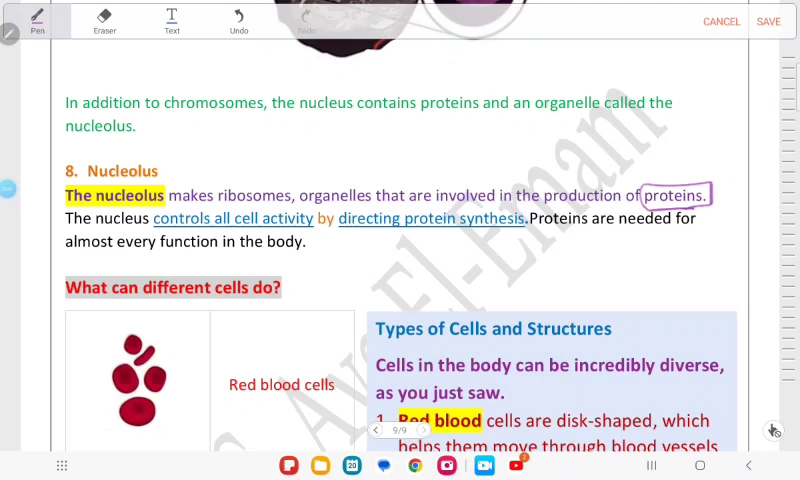 Pen
Eraser
Text
Undo
Redo
CANCEL
SAVE
In addition to chromosomes, the nucleus contains proteins and an organelle called the
nucleolus.
8. Nucleolus
The nucleolus makes ribosomes, organelles that are involved in the production of proteins.
The nucleus controls all cell activity by directing protein synthesis.Proteins are needed for
almost every function in the body.
What can different cells do?
Red blood cells
Types of Cells and Structures
Cells in the body can be incredibly diverse,
as you just saw.
1. Red blood cells are disk-shaped, which
helps them move through blood vessels
9/9
20
2
El-Emam